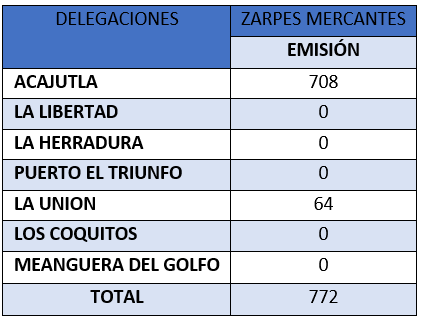 DELEGACIONES ZARPES MERCANTES
EMISIÓN
ACAJUTLA 708
LA LIBERTAD 0
LA HERRADURA 0
PUERTO EL TRIUNFO 0
LA UNION 64
LOS COQUITOS 0
MEANGUERA DEL GOLFO 0
TOTAL 772